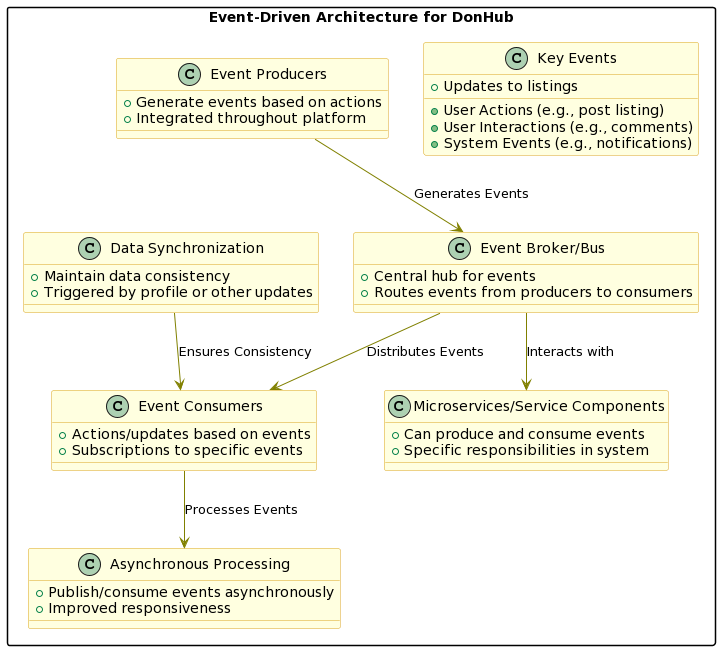 Event-Driven Architecture for DonHub
C Event Producers
Generate events based on actions
Integrated throughout platform
C Key Events
Updates to listings
User Actions (e.g., post listing)
User Interactions (e.g., comments)
System Events (e.g., notifications)
Generates Events
C Data Synchronization
Maintain data consistency
Triggered by profile or other updates
C Event Broker/Bus
Central hub for events
Routes events from producers to consumers
Ensures Consistency
Distributes Events
Interacts with
C Event Consumers
Actions/updates based on events
Subscriptions to specific events
C Microservices/Service Components
Can produce and consume events
Specific responsibilities in system
Processes Events
C Asynchronous Processing
Publish/consume events asynchronously
Improved responsiveness